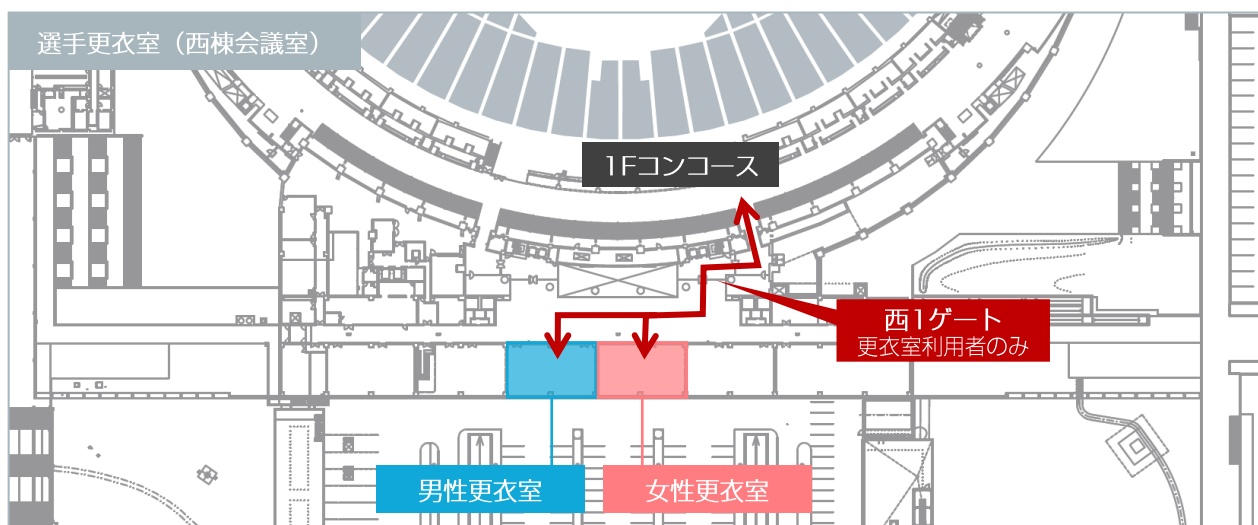 選手更衣室（西棟会議室）
1Fコンコース
西1ゲート
更衣室利用者のみ
男性更衣室
女性更衣室